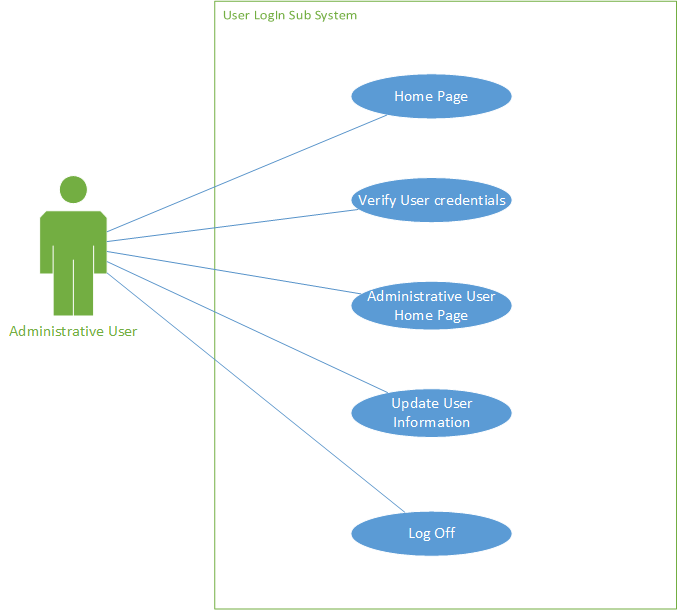 User LogIn Sub System
Home Page
Verify User credentials
Administrative User
Home Page
Administrative User
Update User
Information
Log Off